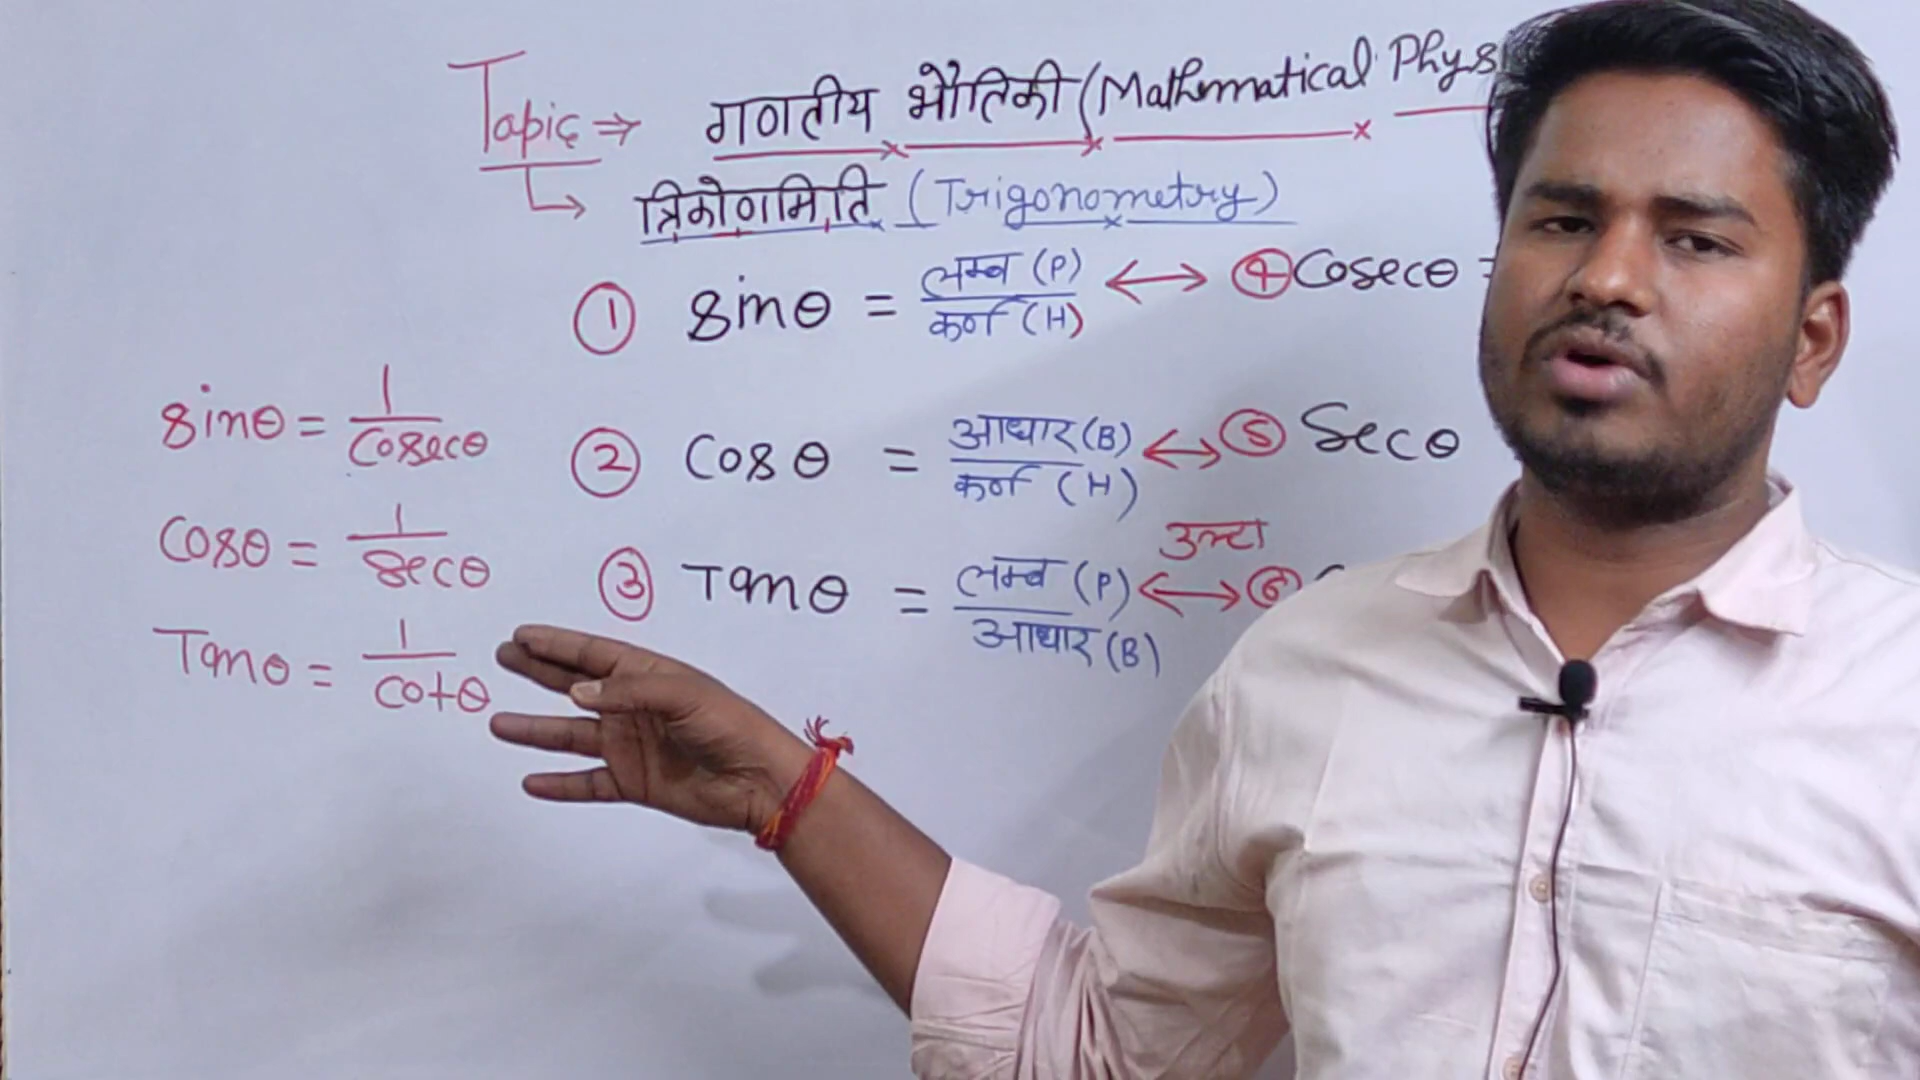 Topic ⇒ गणतीय भौतिकी (Mathematical Phys
↳ त्रिकोणमिति (Trigonometry)
① sinθ = लम्ब (P) / कर्ण (H) ↔ ④ Cosecθ =
sinθ = 1 / Cosecθ
② Cosθ = आधार (B) / कर्ण (H) ↔ ⑤ Secθ
Cosθ = 1 / Secθ
उल्टा
③ Tanθ = लम्ब (P) / आधार (B) ↔ ⑥
Tanθ = 1 / cotθ